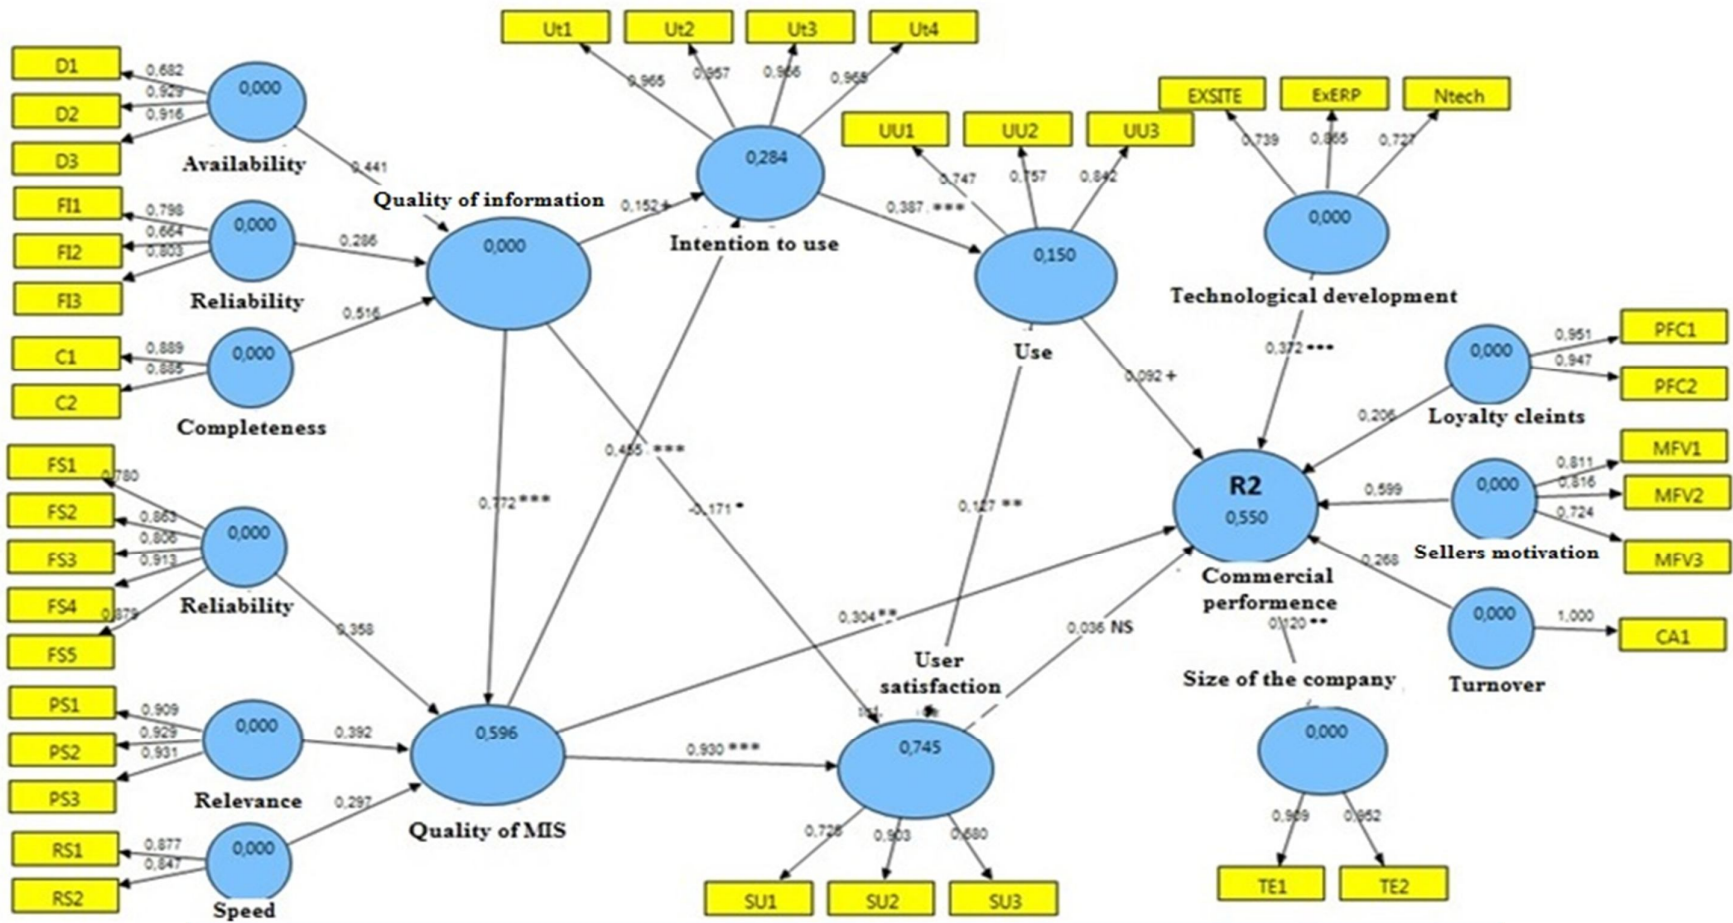 Ut1
Ut2
Ut3
Ut4
0,965
0,957
0,966
0,284
Intention to use
D1
D2
D3
0,682
0,929
0,916
0,000
Availability
0,441
FI1
FI2
FI3
0,798
0,664
0,803
0,000
Reliability
0,286
C1
C2
0,889
0,885
0,000
Completeness
0,516
Quality of information
0,000
0,152+
0,387 ***
UU1
UU2
UU3
0,747
0,757
0,842
0,150
Use
EXSITE
ExERP
Ntech
0,739
0,865
0,727
0,000
Technological development
0,372 ***
0,092 +
PFC1
PFC2
0,951
0,947
0,000
Loyalty cleints
0,206
MFV1
MFV2
MFV3
0,811
0,816
0,724
0,000
Sellers motivation
0,599
R2
0,550
Commercial
performence
0,268
0,120 **
CA1
1,000
0,000
Turnover
Size of the company
0,000
0,952
TE1
TE2
0,455 ***
0,772 ***
-0,171 *
0,127 **
0,304 **
0,036 NS
FS1
FS2
FS3
FS4
FS5
0,780
0,863
0,806
0,913
0,879
0,000
Reliability
0,358
PS1
PS2
PS3
0,909
0,929
0,931
0,000
Relevance
0,392
RS1
RS2
0,877
0,847
0,000
Speed
0,297
0,596
Quality of MIS
0,930 ***
User
satisfaction
0,745
0,903
SU1
SU2
SU3